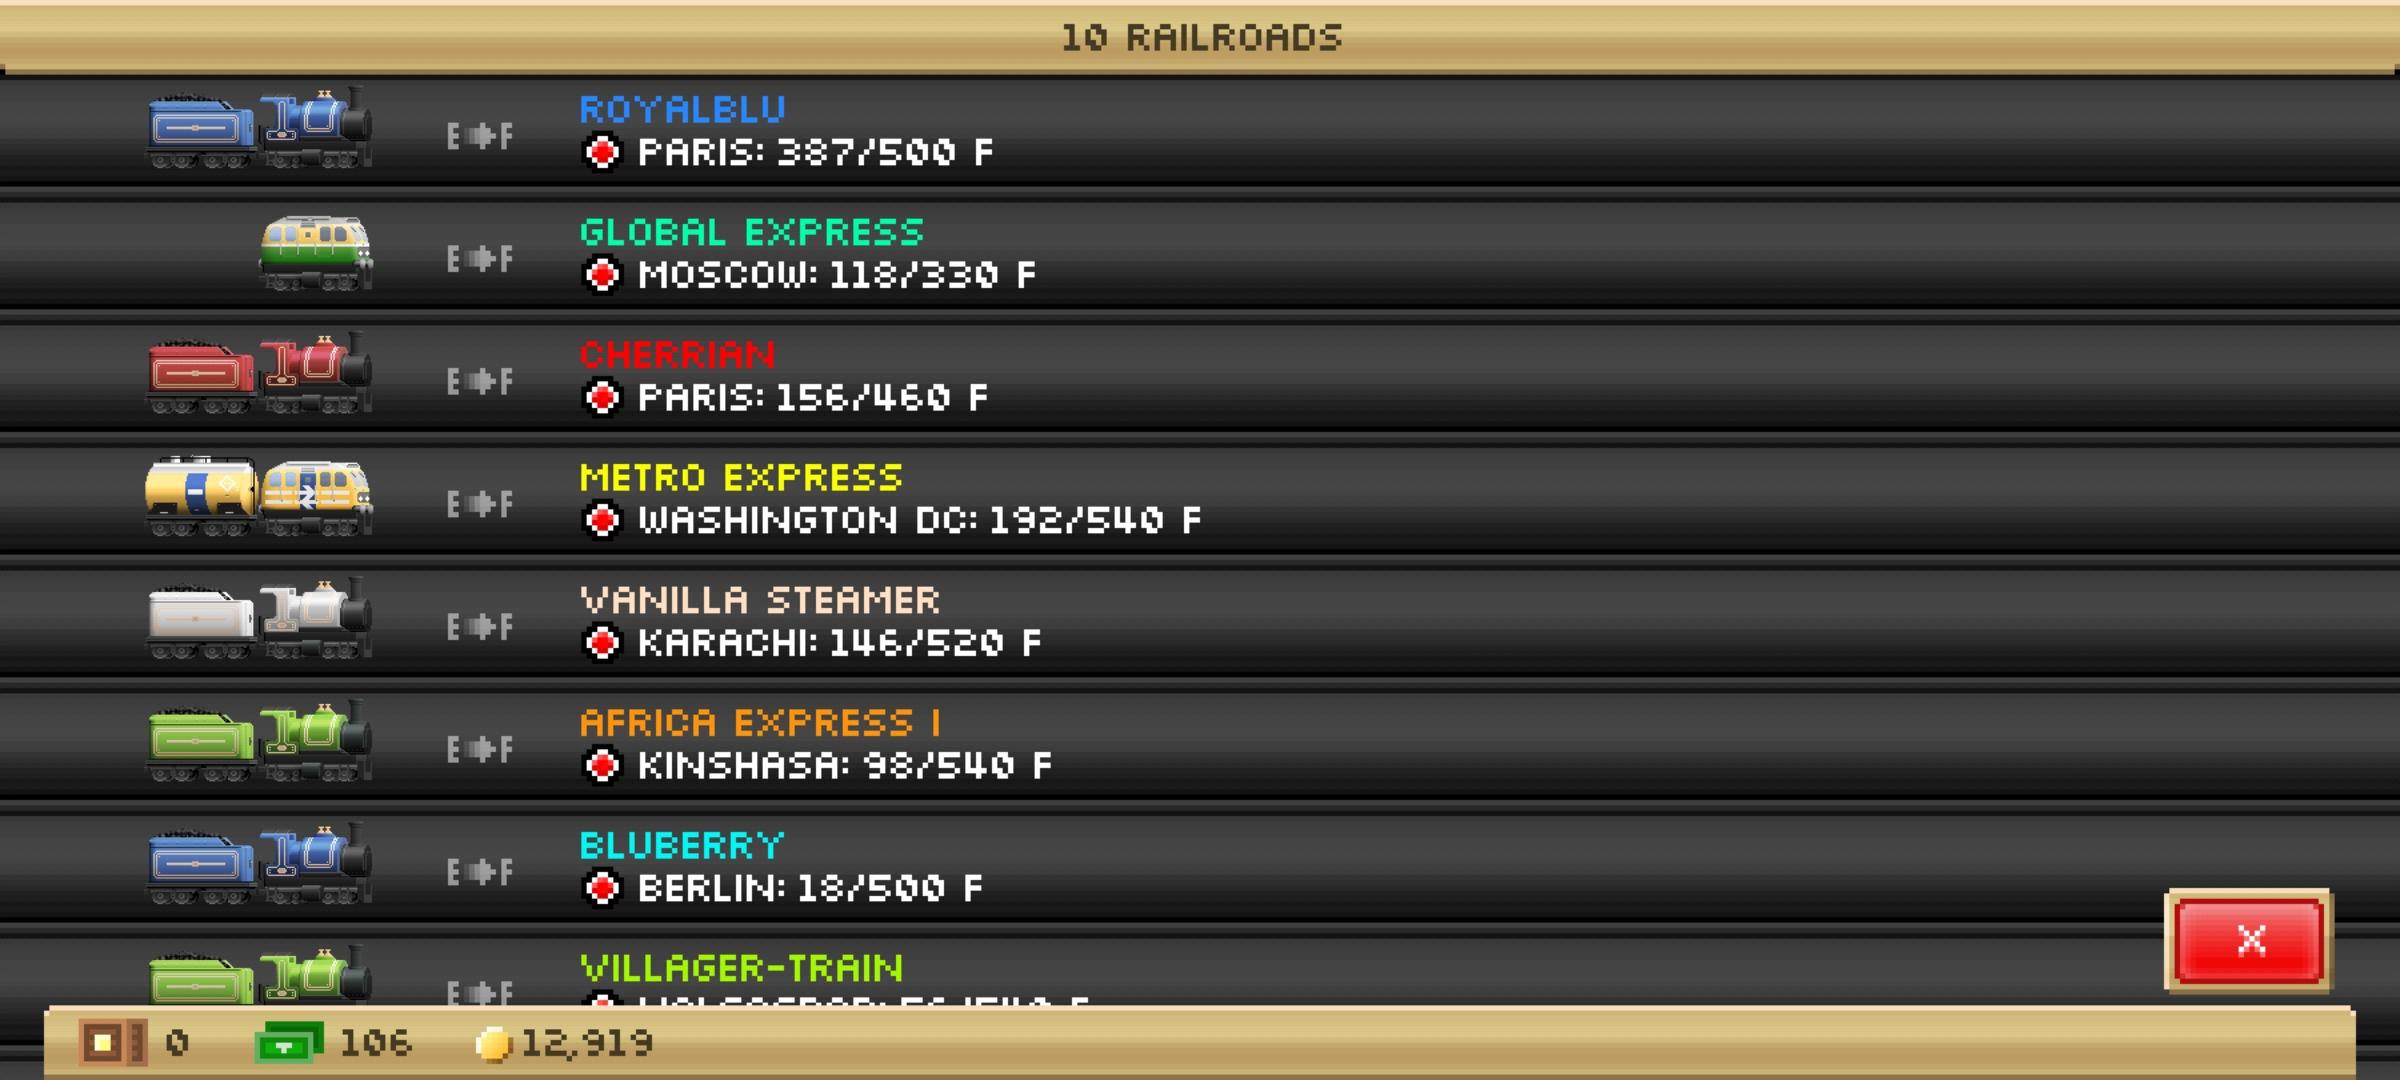 10 RAILROADS
ROYALBLU
E F
PARIS: 387/500 F
GLOBAL EXPRESS
E F
MOSCOW: 118/330 F
CHERRIAN
E F
PARIS: 156/460 F
METRO EXPRESS
E F
WASHINGTON DC: 192/540 F
VANILLA STEAMER
E F
KARACHI: 146/520 F
AFRICA EXPRESS I
E F
KINSHASA: 98/540 F
BLUBERRY
E F
BERLIN: 18/500 F
X
VILLAGER-TRAIN
E F
0 106 12,919